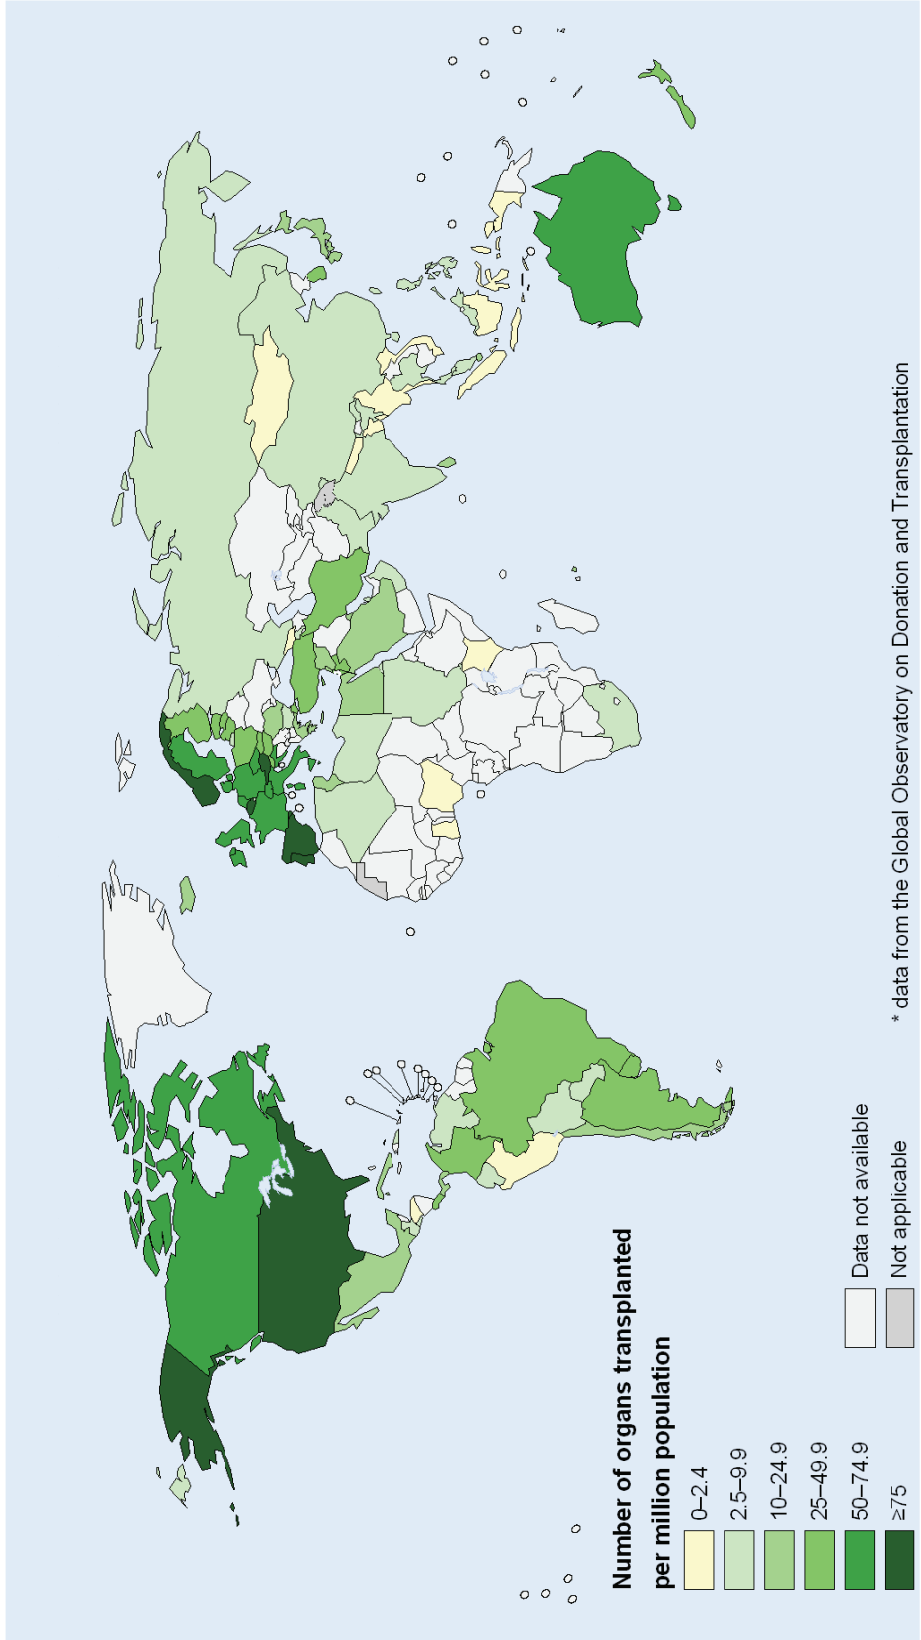 Number of organs transplanted
per million population
0–2.4
2.5–9.9
10–24.9
25–49.9
50–74.9
≥75
Data not available
Not applicable
* data from the Global Observatory on Donation and Transplantation